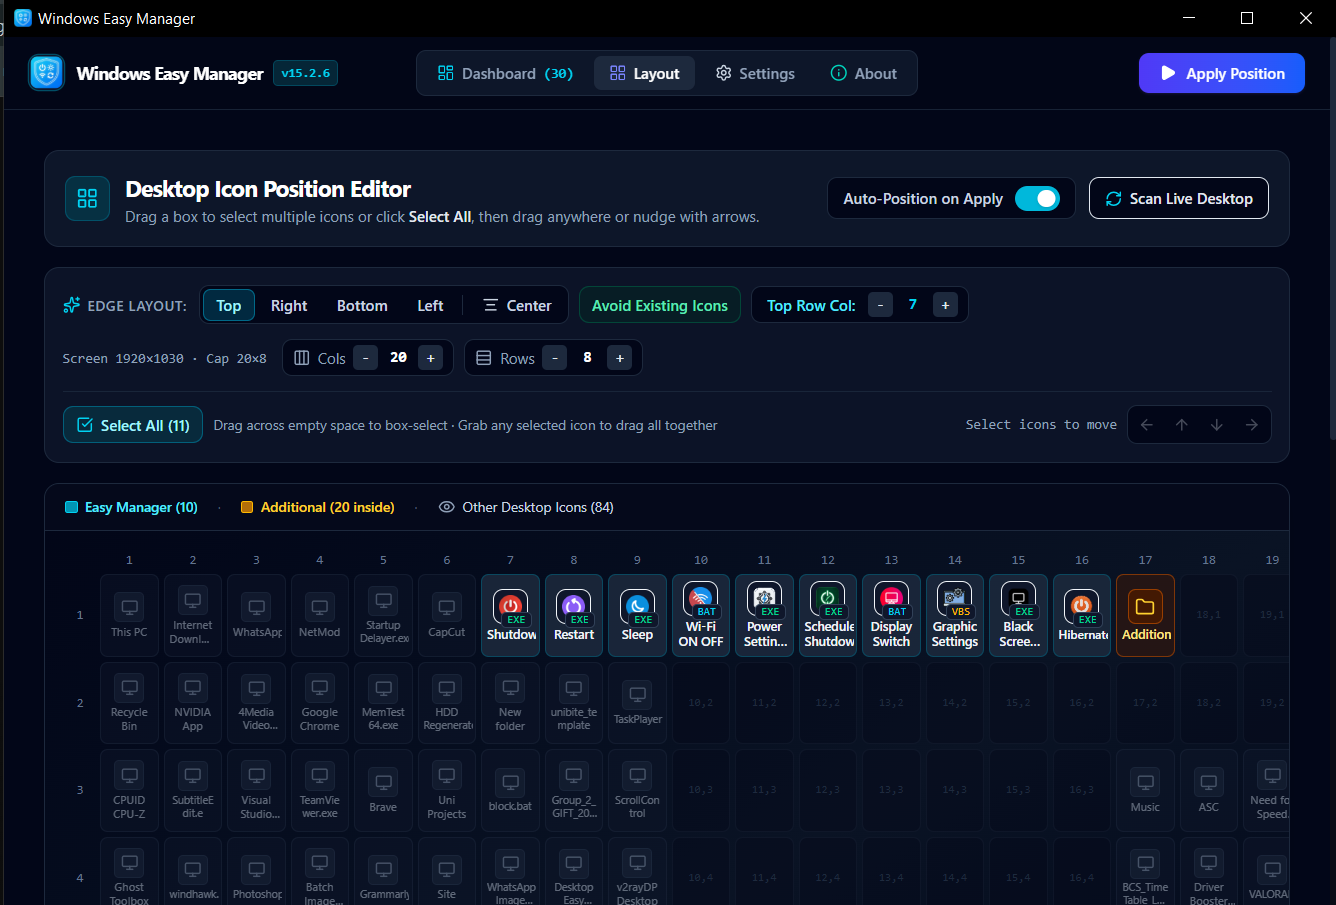 Windows Easy Manager
Windows Easy Manager v15.2.6
Dashboard (30)
Layout
Settings
About
Apply Position
Desktop Icon Position Editor
Drag a box to select multiple icons or click Select All, then drag anywhere or nudge with arrows.
Auto-Position on Apply
Scan Live Desktop
EDGE LAYOUT:
Top
Right
Bottom
Left
Center
Avoid Existing Icons
Top Row Col: - 7 +
Screen 1920×1030 · Cap 20×8
Cols - 20 +
Rows - 8 +
Select All (11)
Drag across empty space to box-select · Grab any selected icon to drag all together
Select icons to move
Easy Manager (10) · Additional (20 inside) · Other Desktop Icons (84)
1 2 3 4 5 6 7 8 9 10 11 12 13 14 15 16 17 18 19
1
This PC
Internet
Downl...
WhatsApp
NetMod
Startup
Delayer.ex
CapCut
EXE
Shutdow
EXE
Restart
EXE
Sleep
BAT
Wi-Fi
ON OFF
EXE
Power
Settin...
EXE
Schedule
Shutdow
BAT
Display
Switch
VBS
Graphic
Settings
EXE
Black
Scree...
EXE
Hibernat
Addition
18,1
19,1
2
Recycle
Bin
NVIDIA
App
4Media
Video...
Google
Chrome
MemTest
64.exe
HDD
Regenerat
New
folder
unibite_te
mplate
TaskPlayer
10,2
11,2
12,2
13,2
14,2
15,2
16,2
17,2
18,2
19,2
3
CPUID
CPU-Z
SubtitleE
dit.e
Visual
Studio...
TeamVie
wer.exe
Brave
Uni
Projects
block.bat
Group_2_
GIFT_20...
ScrollCon
trol
10,3
11,3
12,3
13,3
14,3
15,3
16,3
Music
ASC
Need fo
Speed.
4
Ghost
Toolbox
windhawk.
Photoshop
Batch
Image...
Grammarly
Site
WhatsApp
Image...
Desktop
Easy...
v2rayDP
Desktop
10,4
11,4
12,4
13,4
14,4
15,4
16,4
BCS_Time
Table_L...
Driver
Booster...
VALORA